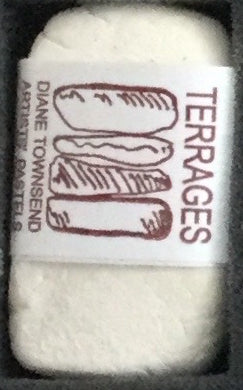 TERRAGES
DIANE TOWNSEND
ARTISTS' PASTELS